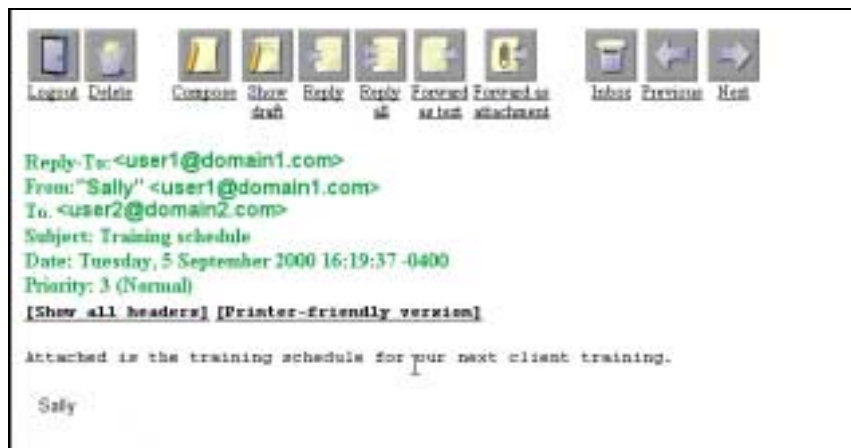 Logout Delete Compose Show draft Reply Reply all Forward as text Forward as attachment Inbox Previous Next
Reply-To: <user1@domain1.com>
From: "Sally" <user1@domain1.com>
To: <user2@domain2.com>
Subject: Training schedule
Date: Tuesday, 5 September 2000 16:19:37 -0400
Priority: 3 (Normal)
[Show all headers] [Printer-friendly version]
Attached is the training schedule for our next client training.
Sally